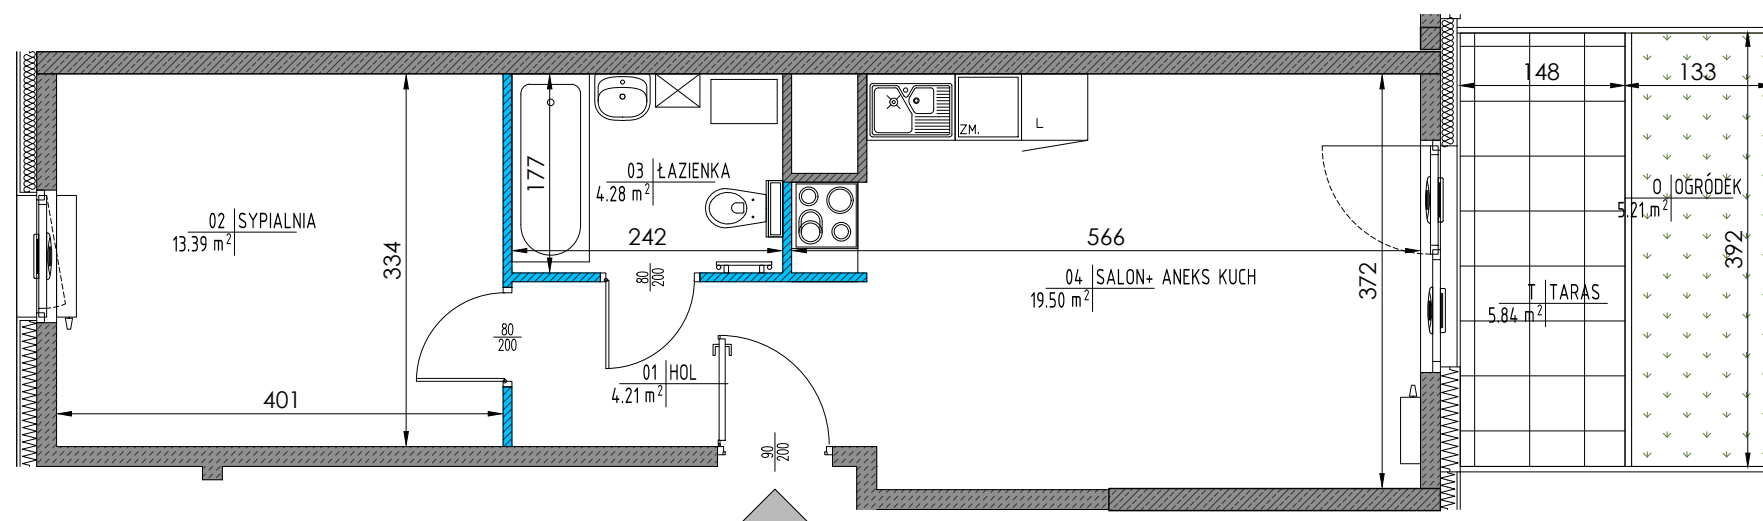 02 SYPIALNIA
13.39 m²
334
401
177
03 ŁAZIENKA
4.28 m²
242
80
200
80
200
01 HOL
4.21 m²
90
200
ZM.
L
566
04 SALON+ ANEKS KUCH
19.50 m²
372
148
133
O OGRÓDEK
5.21 m²
392
T TARAS
5.84 m²